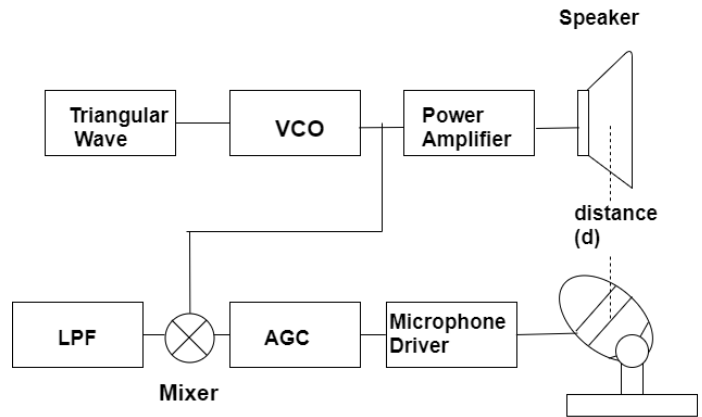 Speaker
Triangular
Wave
VCO
Power
Amplifier
distance
(d)
LPF
Mixer
AGC
Microphone
Driver